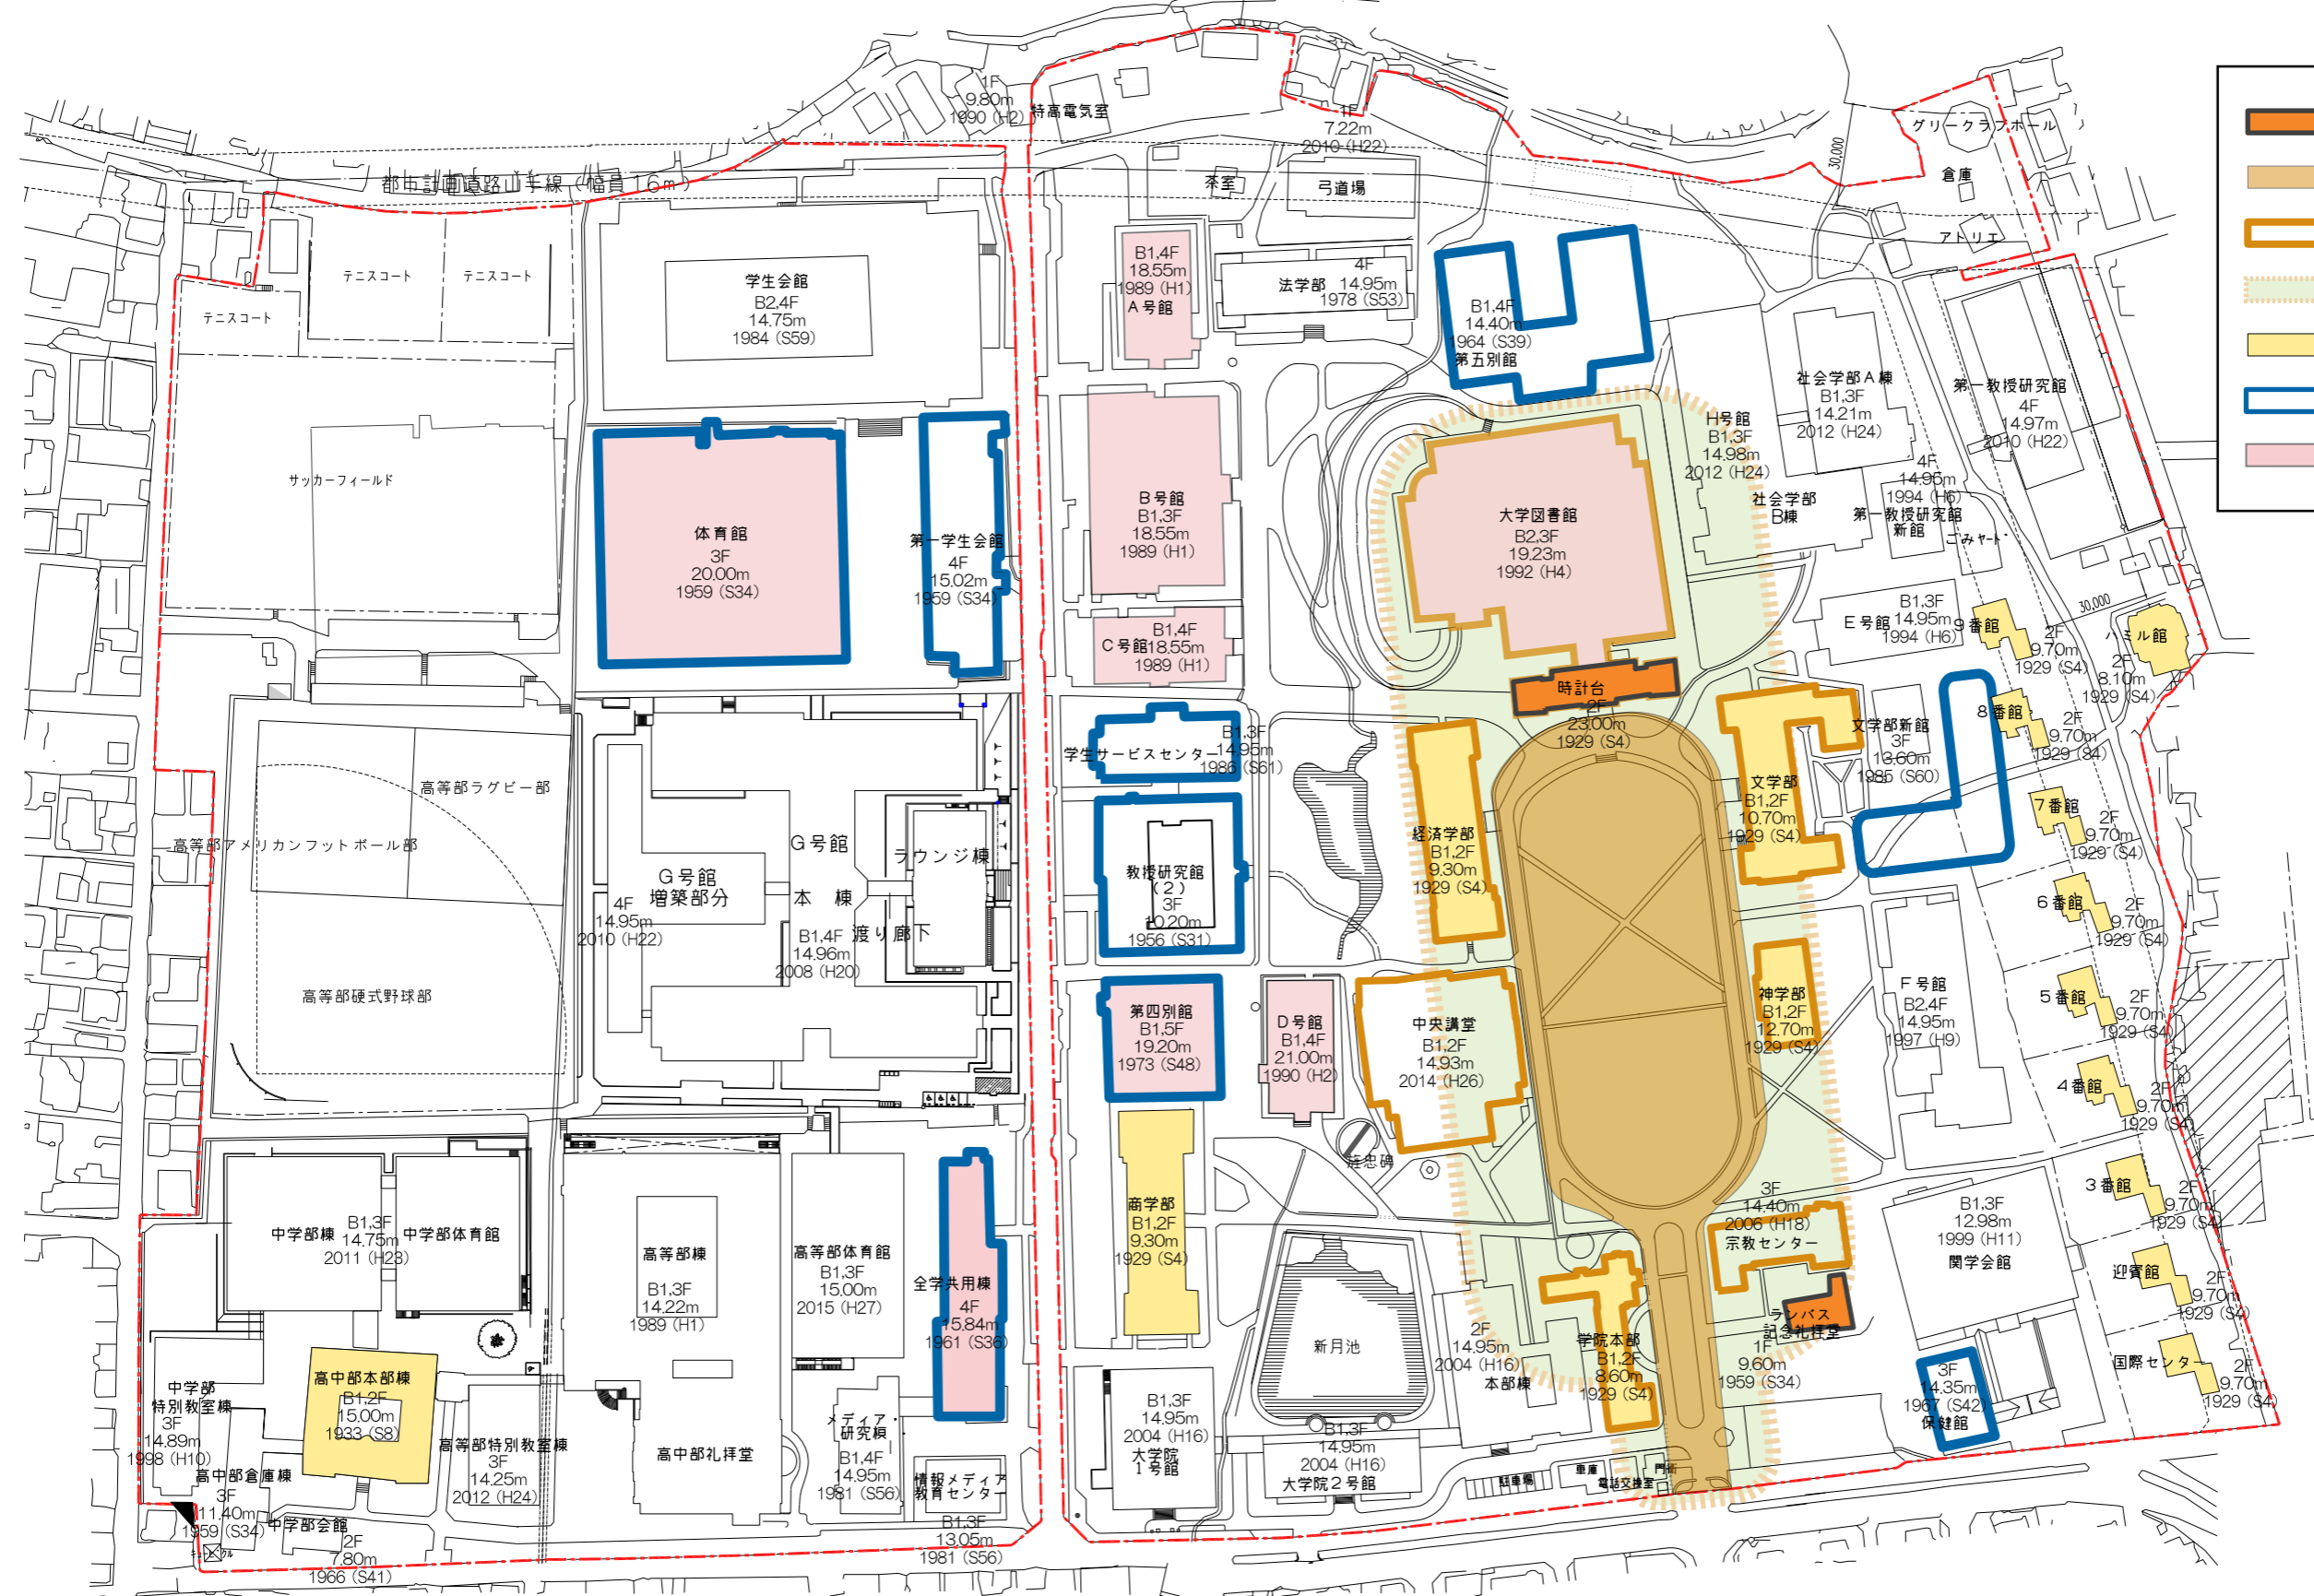 1F
9.80m
1990 (H2)
特高電気室
1F
7.22m
2010 (H22)
グリークラブホール
倉庫
アトリエ
30,000
都市計画道路山手線（幅員16m）
茶室
弓道場
テニスコート
テニスコート
テニスコート
学生会館
B2,4F
14.75m
1984 (S59)
B1,4F
18.55m
1989 (H1)
A号館
法学部
4F
14.95m
1978 (S53)
B1,4F
14.40m
1964 (S39)
第五別館
社会学部A棟
B1,3F
14.21m
2012 (H24)
第一教授研究館
4F
14.97m
2010 (H22)
H号館
B1,3F
14.98m
2012 (H24)
社会学部
B棟
4F
14.95m
1994 (H6)
第一教授研究館
新館
ごみヤード
サッカーフィールド
体育館
3F
20.00m
1959 (S34)
第一学生会館
4F
15.02m
1959 (S34)
B号館
B1,3F
18.55m
1989 (H1)
大学図書館
B2,3F
19.23m
1992 (H4)
C号館
B1,4F
18.55m
1989 (H1)
E号館
B1,3F
14.95m
1994 (H6)
9番館
2F
9.70m
1929 (S4)
30,000
ハミル館
2F
8.10m
1929 (S4)
時計台
2F
23.00m
1929 (S4)
学生サービスセンター
B1,3F
14.95m
1986 (S61)
文学部新館
3F
13.60m
1985 (S60)
8番館
2F
9.70m
1929 (S4)
文学部
B1,2F
10.70m
1929 (S4)
7番館
2F
9.70m
1929 (S4)
経済学部
B1,2F
9.30m
1929 (S4)
高等部ラグビー部
高等部アメリカンフットボール部
高等部硬式野球部
G号館
増築部分
4F
14.95m
2010 (H22)
G号館
本 棟
B1,4F
14.96m
2008 (H20)
ラウンジ棟
渡り廊下
教授研究館
(2)
3F
10.20m
1956 (S31)
6番館
2F
9.70m
1929 (S4)
第四別館
B1,5F
19.20m
1973 (S48)
D号館
B1,4F
21.00m
1990 (H2)
中央講堂
B1,2F
14.93m
2014 (H26)
神学部
B1,2F
12.70m
1929 (S4)
F号館
B2,4F
14.95m
1997 (H9)
5番館
2F
9.70m
1929 (S4)
4番館
2F
9.70m
1929 (S4)
旌忠碑
中学部棟
B1,3F
14.75m
2011 (H23)
中学部体育館
高等部棟
B1,3F
14.22m
1989 (H1)
高等部体育館
B1,3F
15.00m
2015 (H27)
全学共用棟
4F
15.84m
1961 (S36)
商学部
B1,2F
9.30m
1929 (S4)
3F
14.40m
2006 (H18)
宗教センター
B1,3F
12.98m
1999 (H11)
関学会館
3番館
2F
9.70m
1929 (S4)
迎賓館
2F
9.70m
1929 (S4)
新月池
2F
14.95m
2004 (H16)
本部棟
学院本部
B1,2F
8.60m
1929 (S4)
ランバス
記念礼拝堂
1F
9.60m
1959 (S34)
3F
14.35m
1967 (S42)
保健館
国際センター
2F
9.70m
1929 (S4)
中学部
特別教室棟
3F
14.89m
1998 (H10)
高中部本部棟
B1,2F
15.00m
1933 (S8)
高等部特別教室棟
3F
14.25m
2012 (H24)
高中部礼拝堂
メディア・
研究棟
B1,4F
14.95m
1981 (S56)
情報メディア
教育センター
B1,3F
13.05m
1981 (S56)
B1,3F
14.95m
2004 (H16)
大学院
1号館
B1,3F
14.95m
2004 (H16)
大学院2号館
駐車場
車庫
電話交換室
門衛
高中部倉庫棟
3F
11.40m
1959 (S34)
中学部会館
2F
7.80m
1966 (S41)